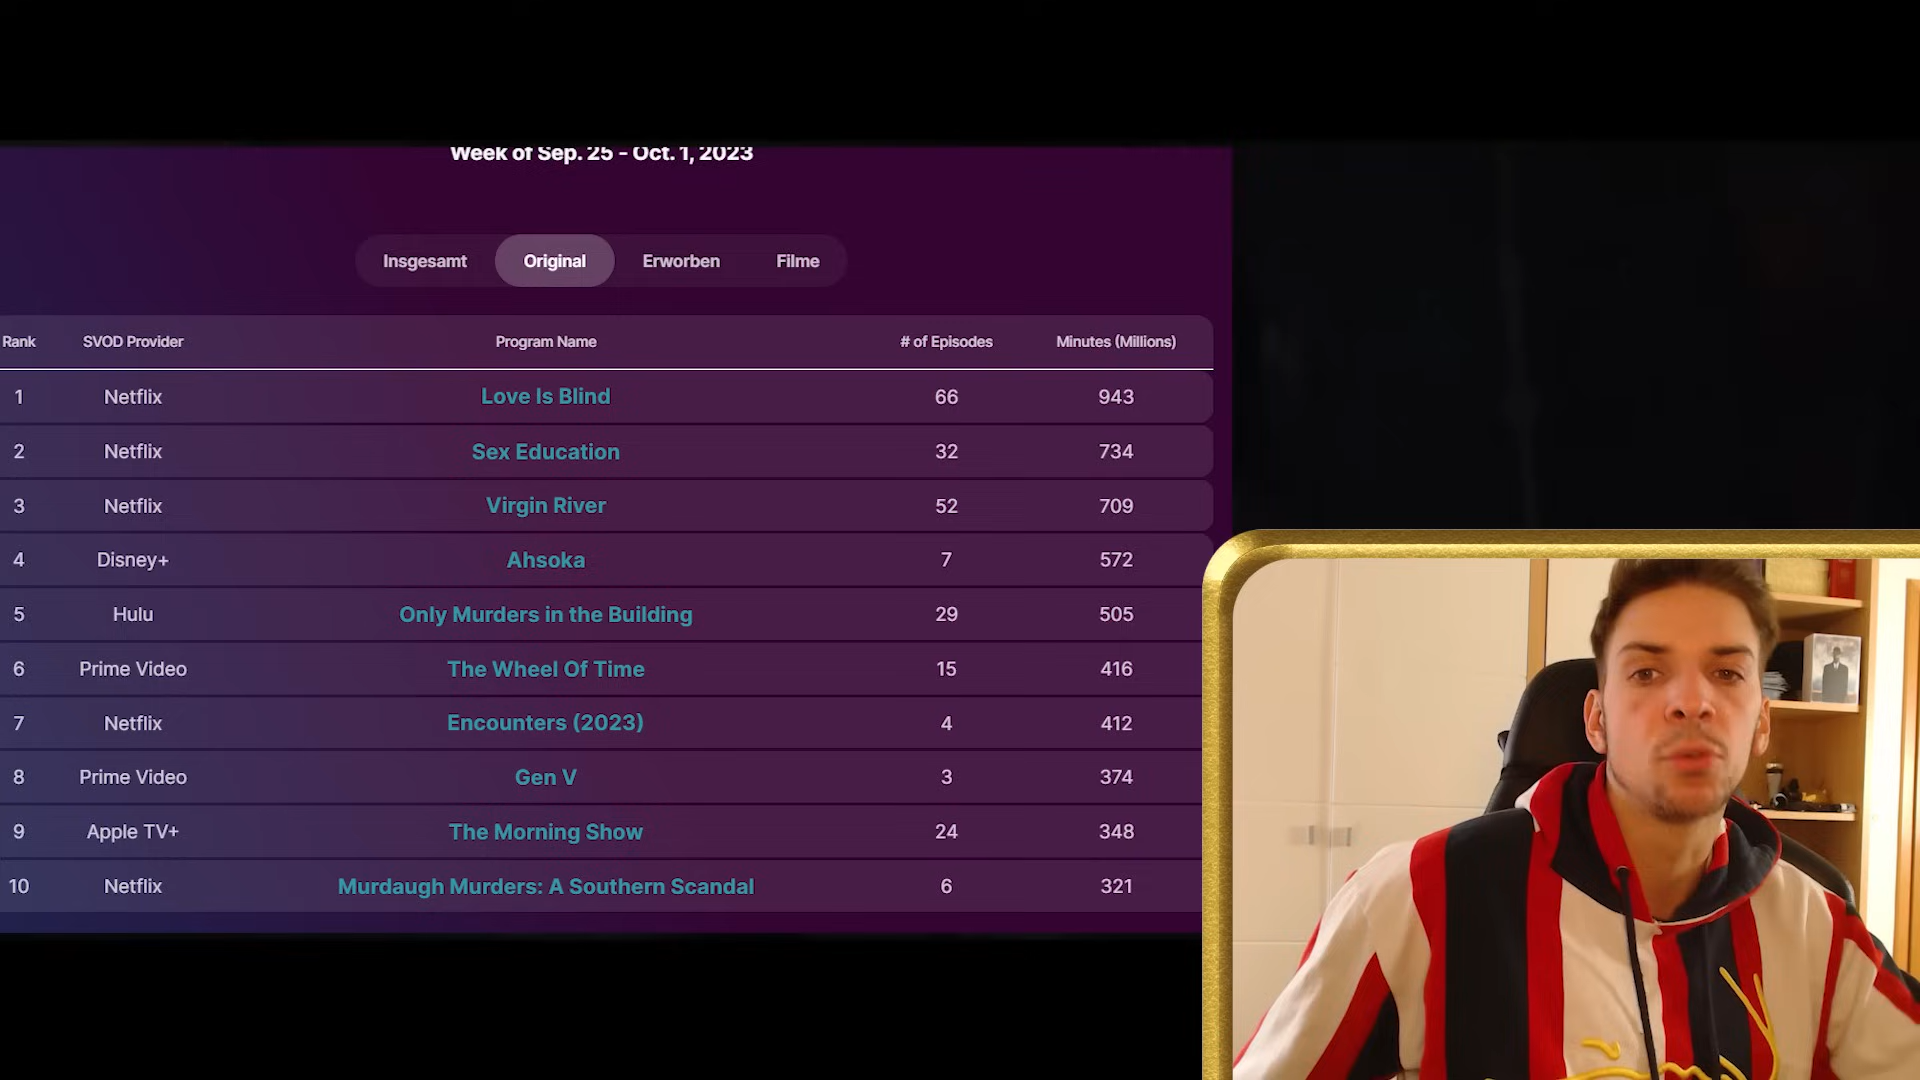 Week of Sep. 25 - Oct. 1, 2023
Insgesamt Original Erworben Filme
Rank SVOD Provider Program Name # of Episodes Minutes (Millions)
1 Netflix Love Is Blind 66 943
2 Netflix Sex Education 32 734
3 Netflix Virgin River 52 709
4 Disney+ Ahsoka 7 572
5 Hulu Only Murders in the Building 29 505
6 Prime Video The Wheel Of Time 15 416
7 Netflix Encounters (2023) 4 412
8 Prime Video Gen V 3 374
9 Apple TV+ The Morning Show 24 348
10 Netflix Murdaugh Murders: A Southern Scandal 6 321